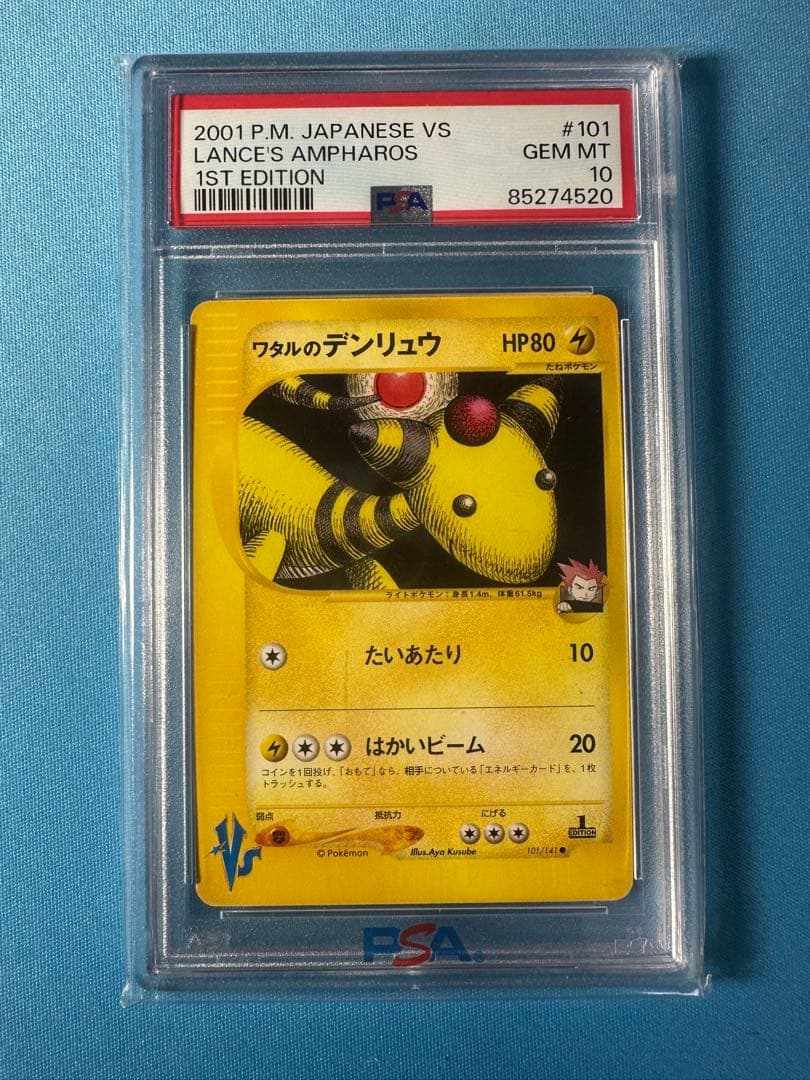 2001 P.M. JAPANESE VS #101
LANCE'S AMPHAROS GEM MT
1ST EDITION 10
PSA 85274520
ワタルのデンリュウ HP80
たねポケモン
ライトポケモン：身長1.4m、体重61.5kg
たいあたり 10
はかいビーム 20
コインを1回投げ、「おもて」なら、相手についている「エネルギーカード」を、1枚
トラッシュする。
弱点 抵抗力 にげる
1
EDITION
VS
©Pokémon Illus.Aya Kusube 101/141
PSA